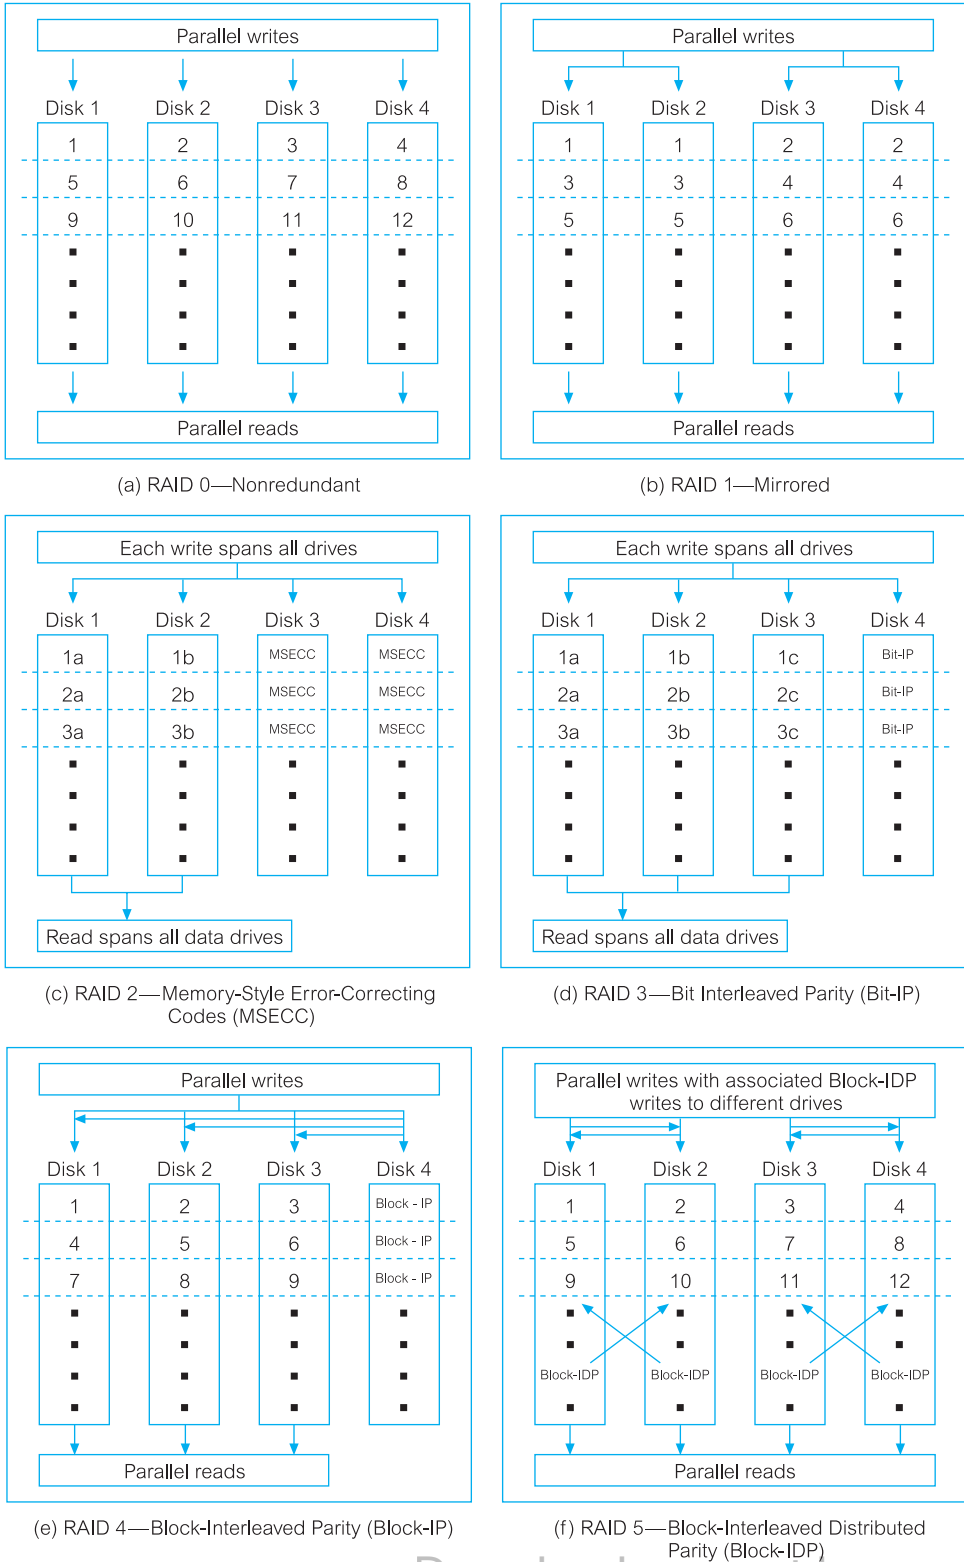 Parallel writes
Disk 1 Disk 2 Disk 3 Disk 4
1 2 3 4
5 6 7 8
9 10 11 12
Parallel reads
(a) RAID 0—Nonredundant
Parallel writes
Disk 1 Disk 2 Disk 3 Disk 4
1 1 2 2
3 3 4 4
5 5 6 6
Parallel reads
(b) RAID 1—Mirrored
Each write spans all drives
Disk 1 Disk 2 Disk 3 Disk 4
1a 1b MSECC MSECC
2a 2b MSECC MSECC
3a 3b MSECC MSECC
Read spans all data drives
(c) RAID 2—Memory-Style Error-Correcting
Codes (MSECC)
Each write spans all drives
Disk 1 Disk 2 Disk 3 Disk 4
1a 1b 1c Bit-IP
2a 2b 2c Bit-IP
3a 3b 3c Bit-IP
Read spans all data drives
(d) RAID 3—Bit Interleaved Parity (Bit-IP)
Parallel writes
Disk 1 Disk 2 Disk 3 Disk 4
1 2 3 Block - IP
4 5 6 Block - IP
7 8 9 Block - IP
Parallel reads
(e) RAID 4—Block-Interleaved Parity (Block-IP)
Parallel writes with associated Block-IDP
writes to different drives
Disk 1 Disk 2 Disk 3 Disk 4
1 2 3 4
5 6 7 8
9 10 11 12
Block-IDP Block-IDP Block-IDP Block-IDP
Parallel reads
(f) RAID 5—Block-Interleaved Distributed
Parity (Block-IDP)